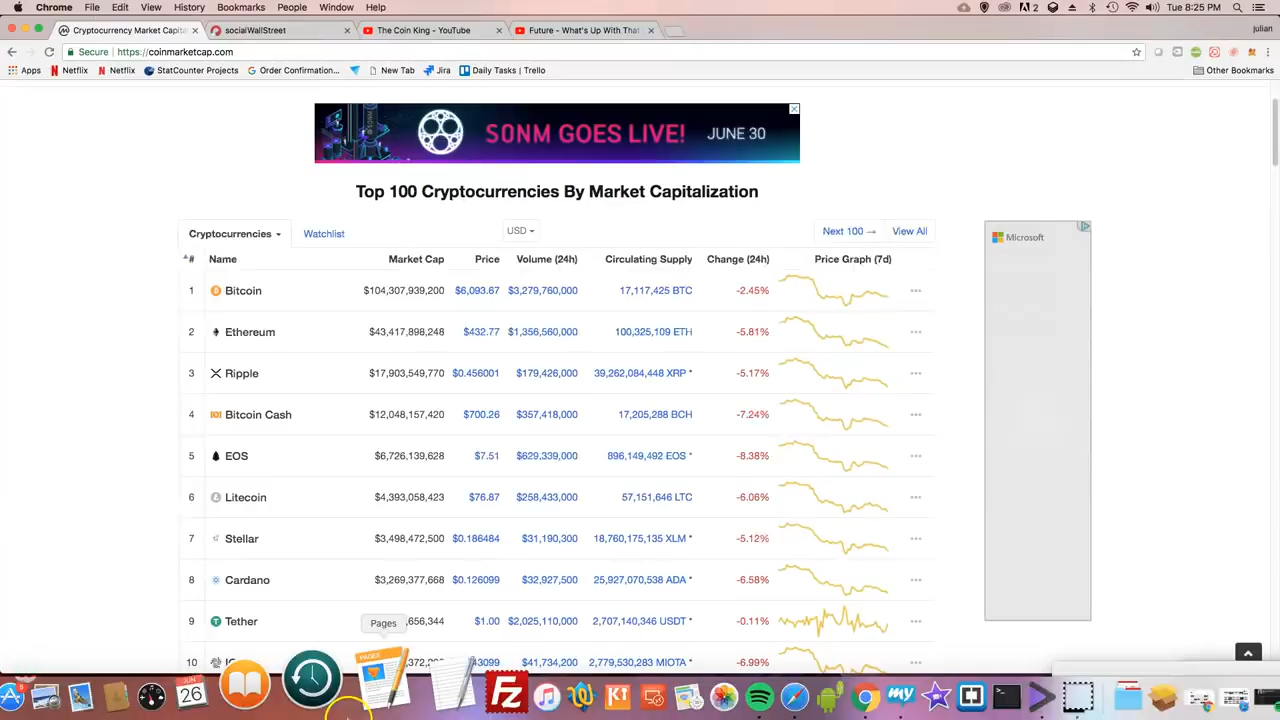 Chrome File Edit View History Bookmarks People Window Help
2 Tue 8:25 PM
Cryptocurrency Market Capital socialWallStreet The Coin King - YouTube Future - What's Up With That julian
Secure https://coinmarketcap.com
Apps Netflix Netflix StatCounter Projects Order Confirmation... New Tab Jira Daily Tasks | Trello Other Bookmarks
SONM GOES LIVE! JUNE 30
Top 100 Cryptocurrencies By Market Capitalization
Cryptocurrencies Watchlist USD Next 100 → View All
Microsoft
# Name Market Cap Price Volume (24h) Circulating Supply Change (24h) Price Graph (7d)
1 Bitcoin $104,307,939,200 $6,093.67 $3,279,760,000 17,117,425 BTC -2.45%
2 Ethereum $43,417,898,248 $432.77 $1,356,560,000 100,325,109 ETH -5.81%
3 Ripple $17,903,549,770 $0.456001 $179,426,000 39,262,084,448 XRP * -5.17%
4 Bitcoin Cash $12,048,157,420 $700.26 $357,418,000 17,205,288 BCH -7.24%
5 EOS $6,726,139,628 $7.51 $629,339,000 896,149,492 EOS * -8.38%
6 Litecoin $4,393,058,423 $76.87 $258,433,000 57,151,646 LTC -6.06%
7 Stellar $3,498,472,500 $0.186484 $31,190,300 18,760,175,135 XLM * -5.12%
8 Cardano $3,269,377,668 $0.126099 $32,927,500 25,927,070,538 ADA * -6.58%
9 Tether ,656,344 $1.00 $2,025,110,000 2,707,140,346 USDT * -0.11%
Pages
10 $41,734,200 2,779,530,283 MIOTA * -6.99%
PAGES
JUN
26
Fz
KT
my